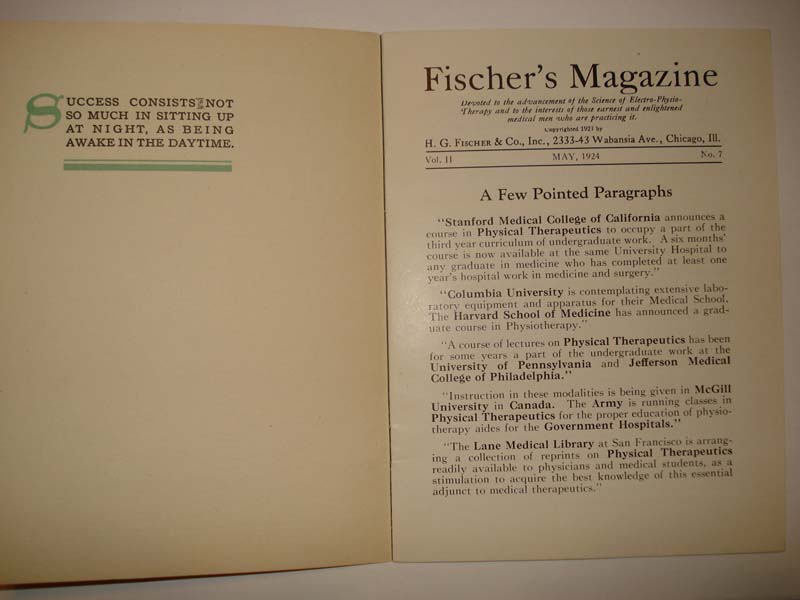 SUCCESS CONSISTS NOT
SO MUCH IN SITTING UP
AT NIGHT, AS BEING
AWAKE IN THE DAYTIME.
Fischer's Magazine
Devoted to the advancement of the Science of Electro-Physio-
Therapy and to the interests of those earnest and enlightened
medical men who are practicing it.
Copyrighted 1923 by
H. G. FISCHER & Co., Inc., 2333-43 Wabansia Ave., Chicago, Ill.
Vol. II MAY, 1924 No. 7
A Few Pointed Paragraphs
"Stanford Medical College of California announces a
course in Physical Therapeutics to occupy a part of the
third year curriculum of undergraduate work. A six months'
course is now available at the same University Hospital to
any graduate in medicine who has completed at least one
year's hospital work in medicine and surgery."
"Columbia University is contemplating extensive labo-
ratory equipment and apparatus for their Medical School.
The Harvard School of Medicine has announced a grad-
uate course in Physiotherapy."
"A course of lectures on Physical Therapeutics has been
for some years a part of the undergraduate work at the
University of Pennsylvania and Jefferson Medical
College of Philadelphia."
"Instruction in these modalities is being given in McGill
University in Canada. The Army is running classes in
Physical Therapeutics for the proper education of physio-
therapy aides for the Government Hospitals."
"The Lane Medical Library at San Francisco is arrang-
ing a collection of reprints on Physical Therapeutics
readily available to physicians and medical students, as a
stimulation to acquire the best knowledge of this essential
adjunct to medical therapeutics."